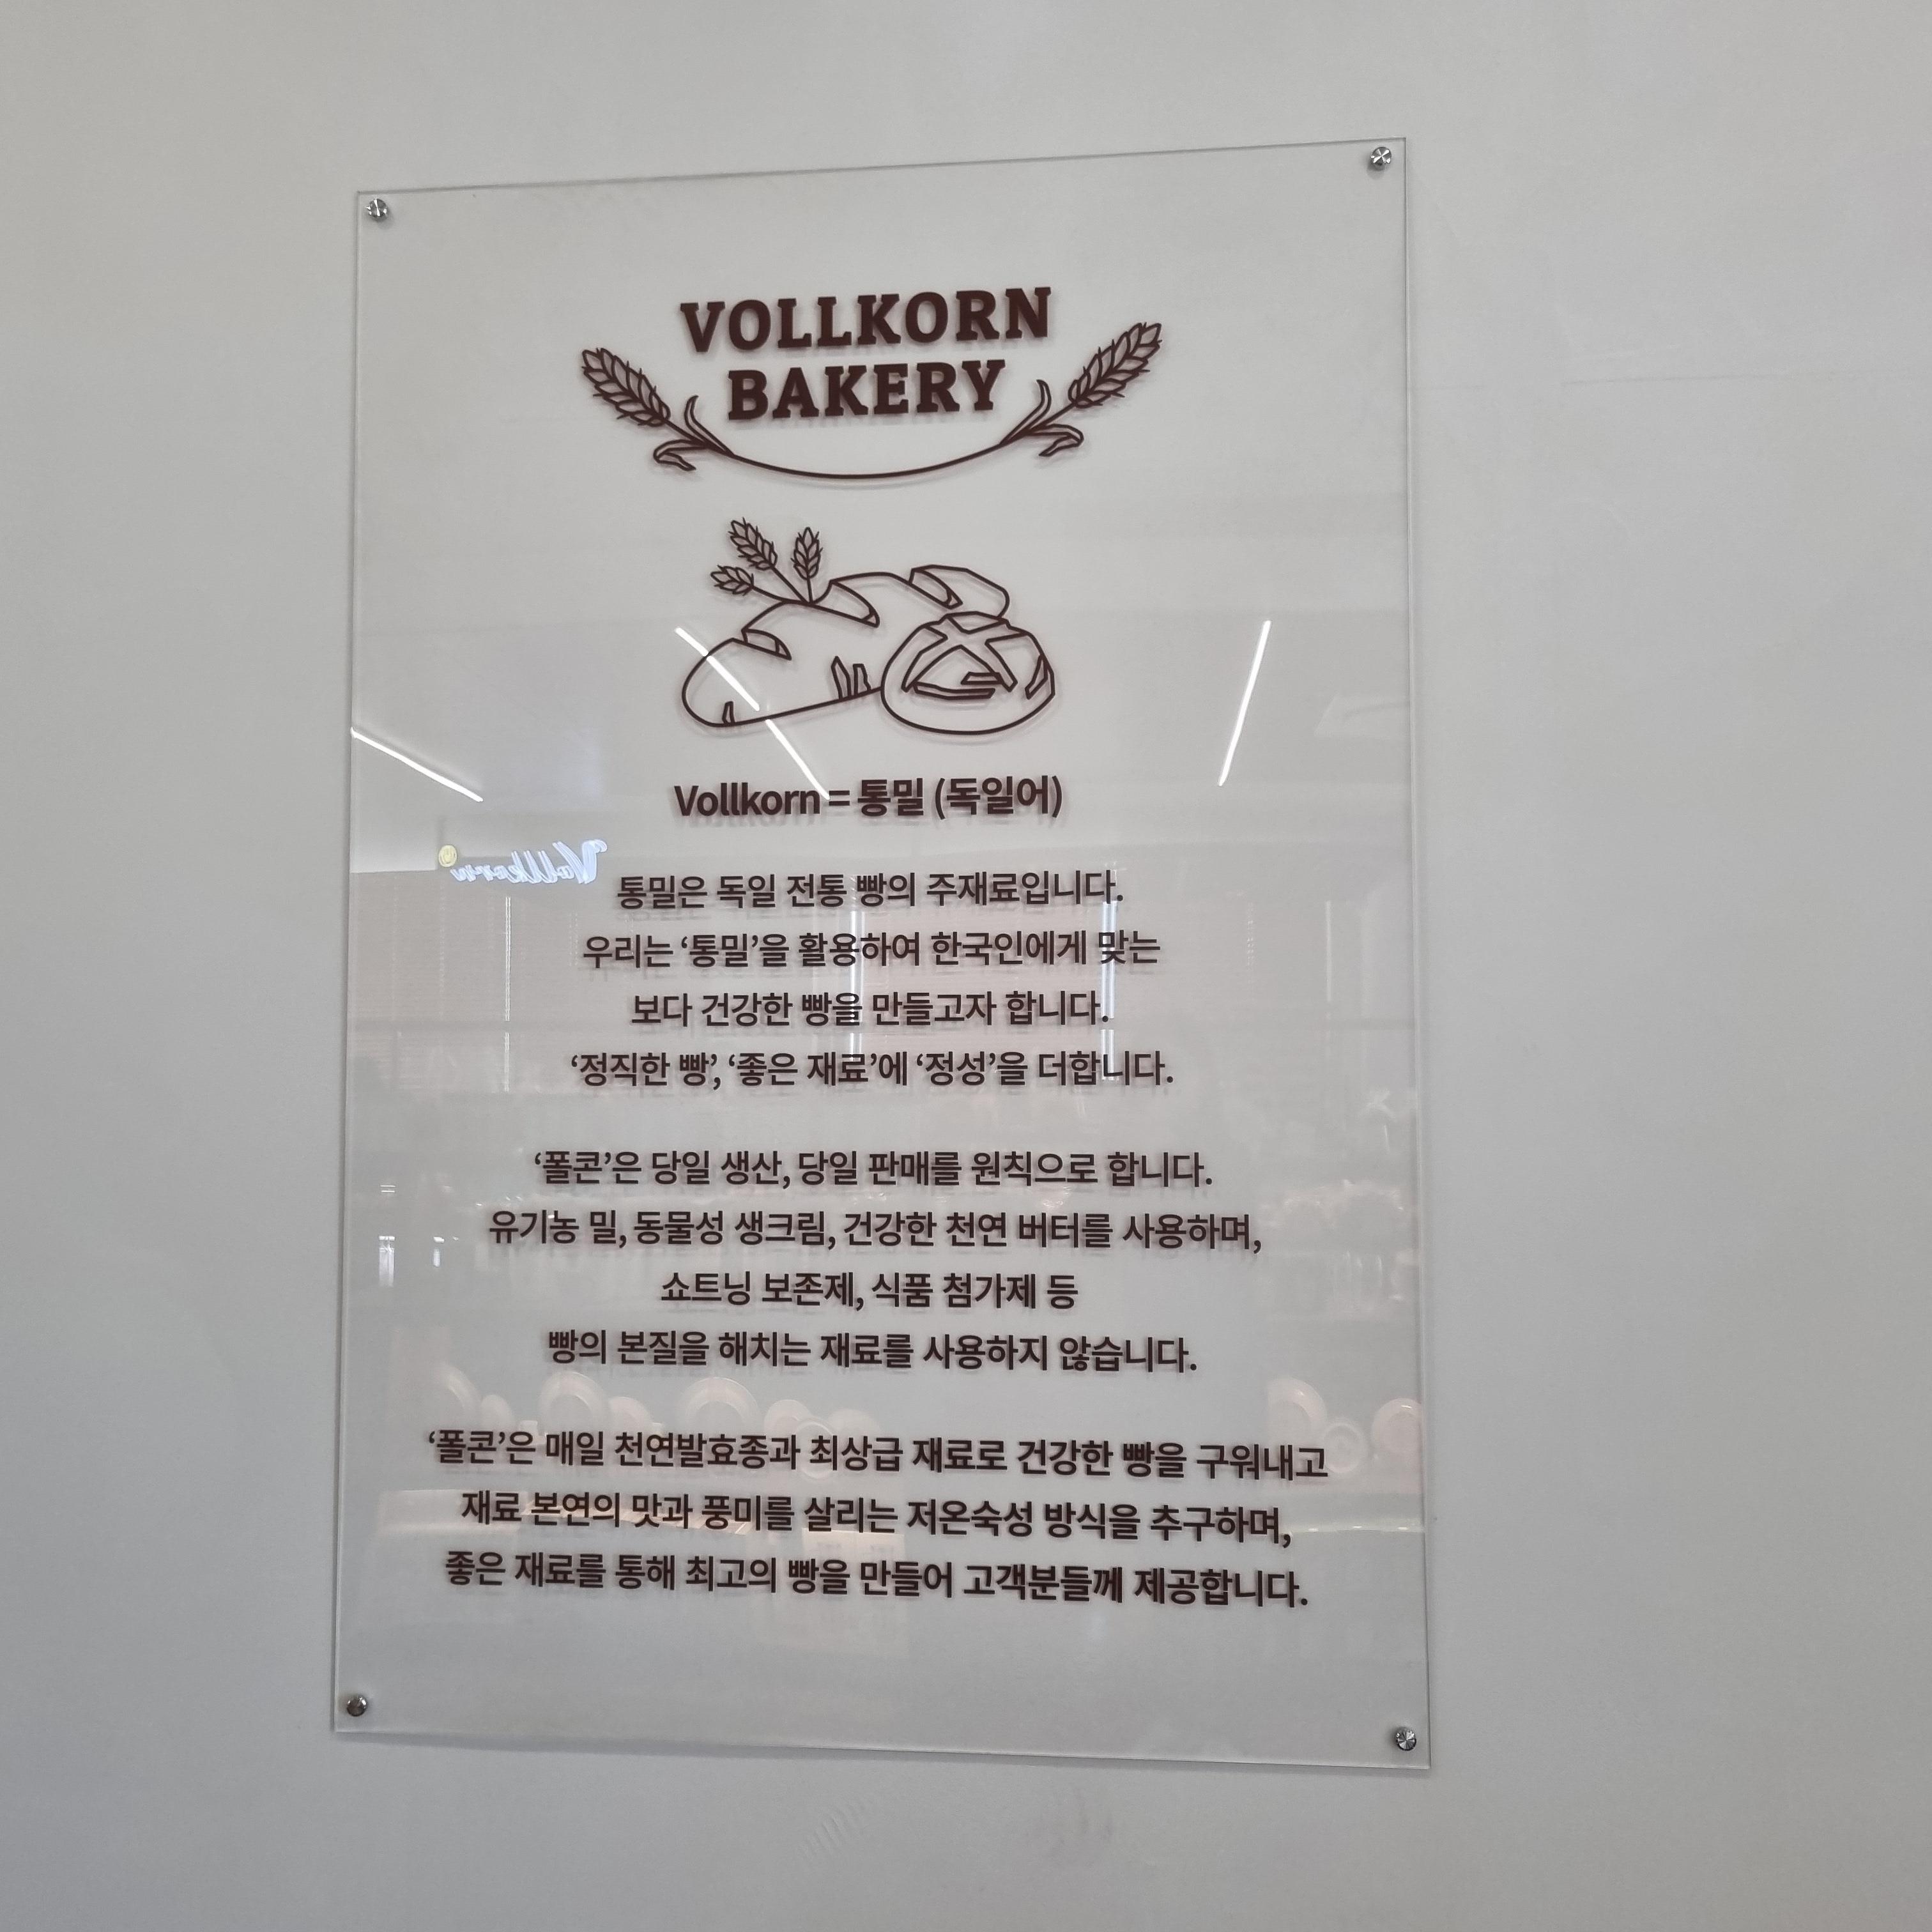 VOLLKORN
BAKERY
Vollkorn = 통밀 (독일어)
Vollkorn
통밀은 독일 전통 빵의 주재료입니다.
우리는 ‘통밀’을 활용하여 한국인에게 맞는
보다 건강한 빵을 만들고자 합니다.
‘정직한 빵’, ‘좋은 재료’에 ‘정성’을 더합니다.
‘폴콘’은 당일 생산, 당일 판매를 원칙으로 합니다.
유기농 밀, 동물성 생크림, 건강한 천연 버터를 사용하며,
쇼트닝 보존제, 식품 첨가제 등
빵의 본질을 해치는 재료를 사용하지 않습니다.
‘폴콘’은 매일 천연발효종과 최상급 재료로 건강한 빵을 구워내고
재료 본연의 맛과 풍미를 살리는 저온숙성 방식을 추구하며,
좋은 재료를 통해 최고의 빵을 만들어 고객분들께 제공합니다.